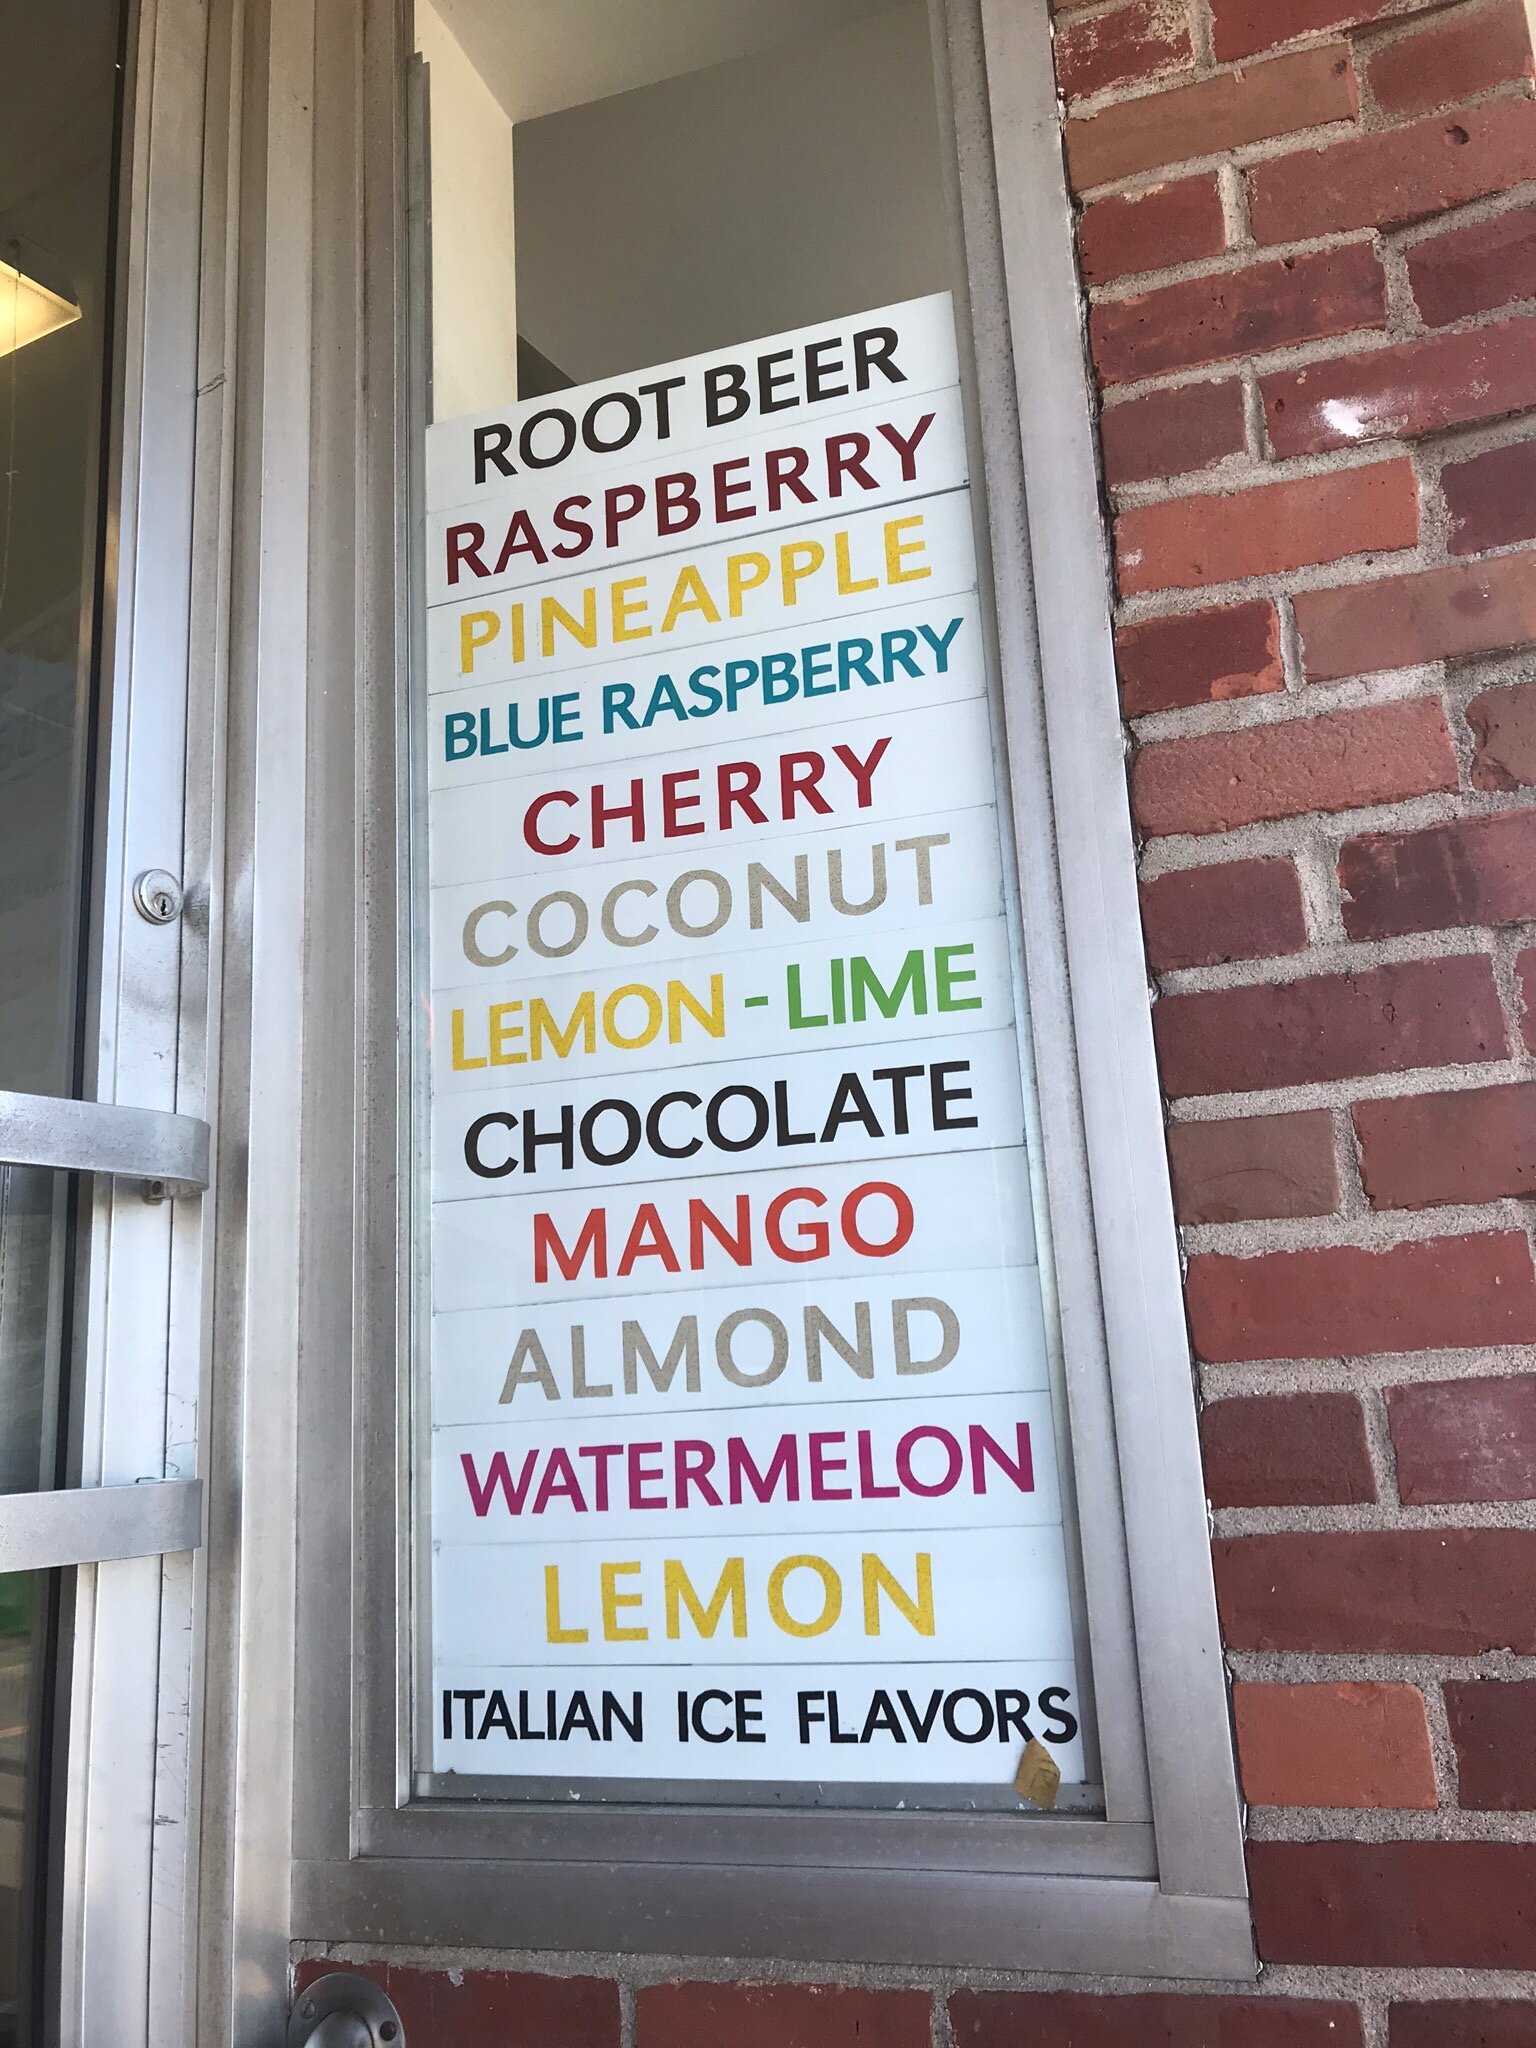 ROOT BEER
RASPBERRY
PINEAPPLE
BLUE RASPBERRY
CHERRY
COCONUT
LEMON - LIME
CHOCOLATE
MANGO
ALMOND
WATERMELON
LEMON
ITALIAN ICE FLAVORS